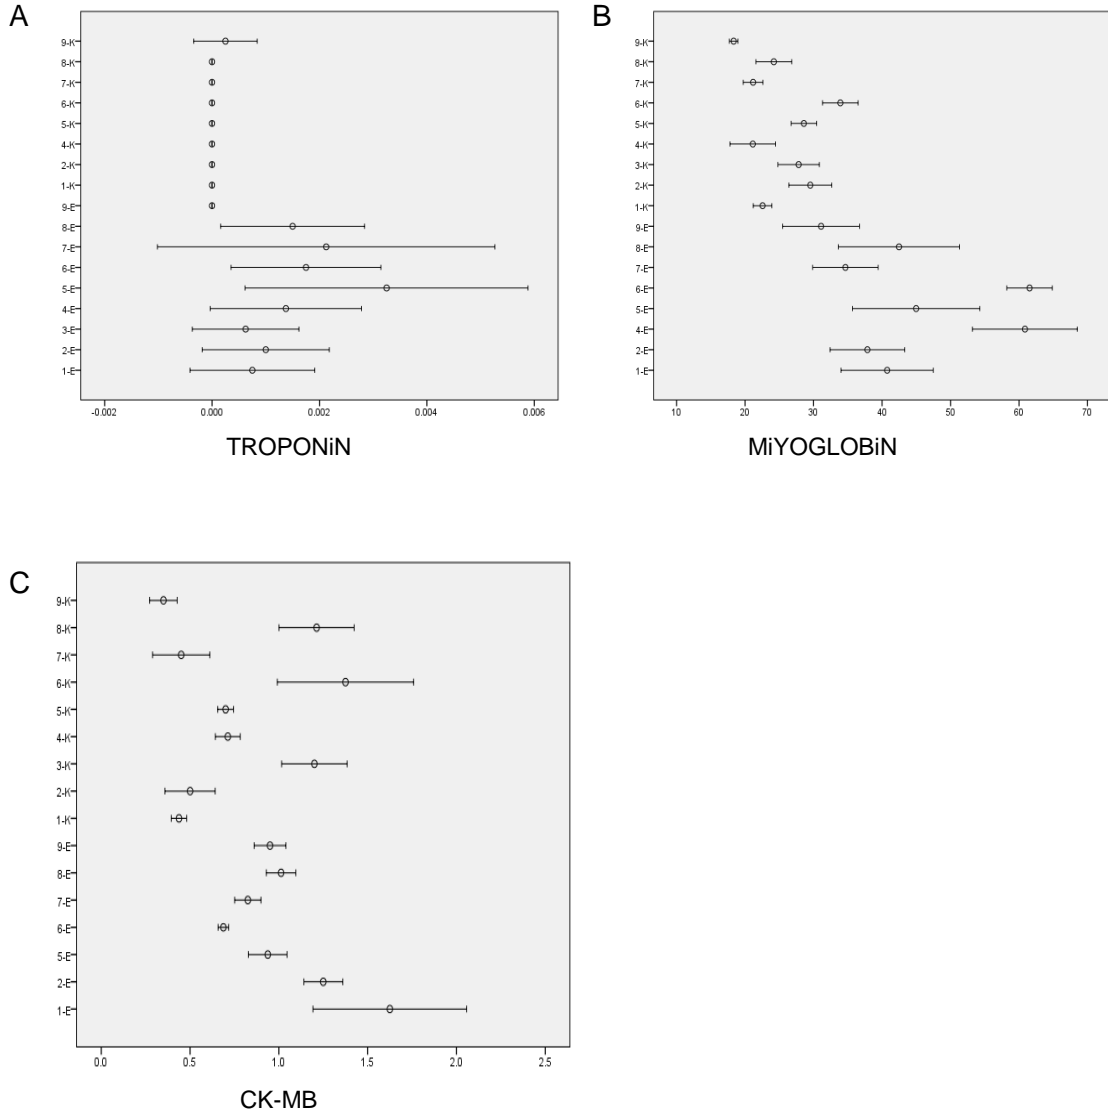 A
9-K
8-K
7-K
6-K
5-K
4-K
2-K
1-K
9-E
8-E
7-E
6-E
5-E
4-E
3-E
2-E
1-E
-0.002 0.000 0.002 0.004 0.006
TROPONiN
B
9-K
8-K
7-K
6-K
5-K
4-K
3-K
2-K
1-K
9-E
8-E
7-E
6-E
5-E
4-E
2-E
1-E
10 20 30 40 50 60 70
MiYOGLOBiN
C
9-K
8-K
7-K
6-K
5-K
4-K
3-K
2-K
1-K
9-E
8-E
7-E
6-E
5-E
2-E
1-E
0.0 0.5 1.0 1.5 2.0 2.5
CK-MB